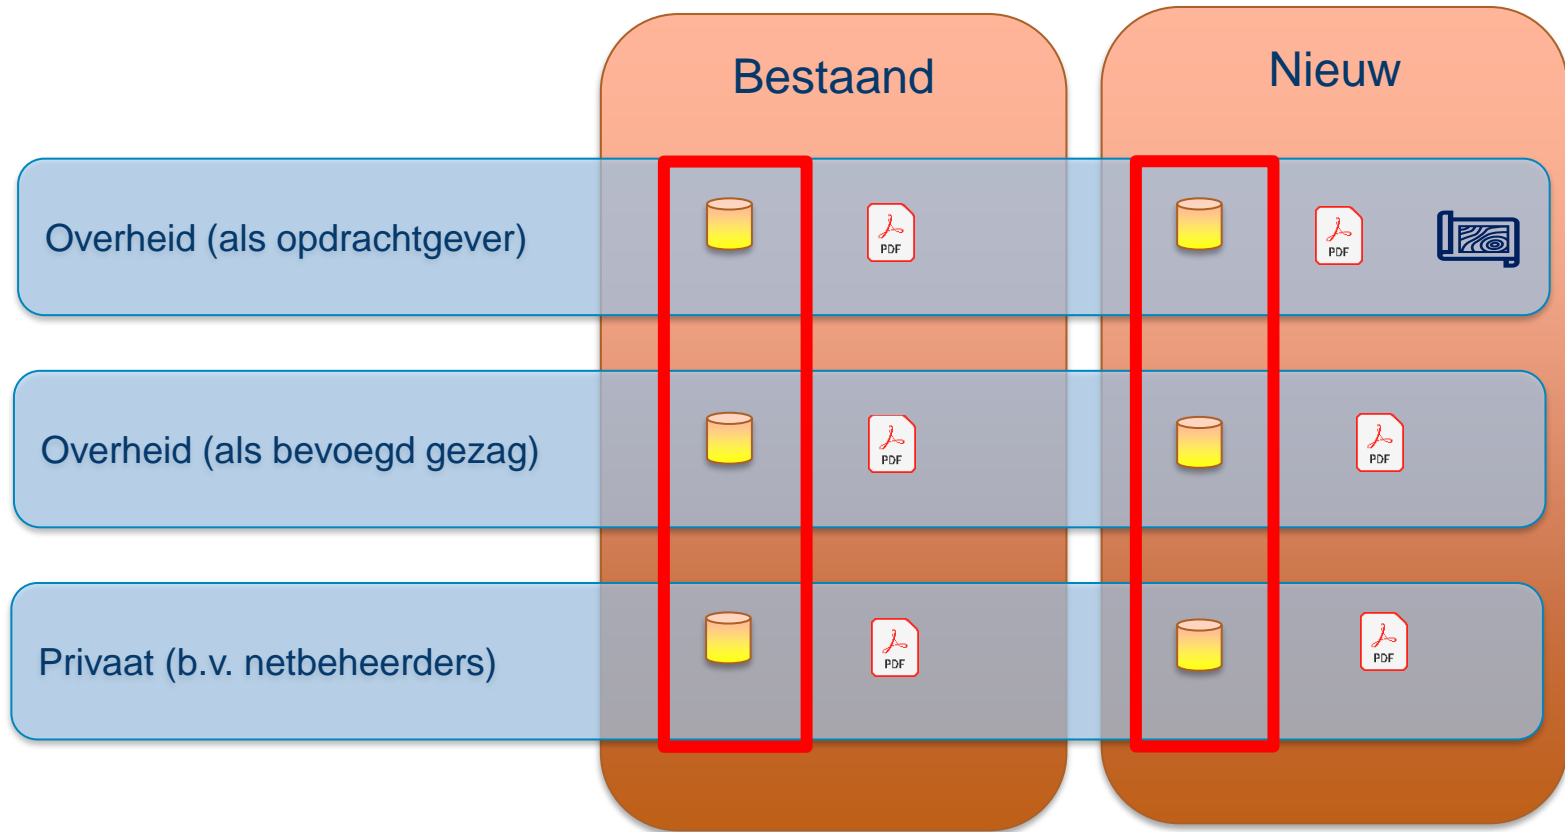 Bestaand
Nieuw
Overheid (als opdrachtgever)
PDF
PDF
Overheid (als bevoegd gezag)
PDF
PDF
Privaat (b.v. netbeheerders)
PDF
PDF